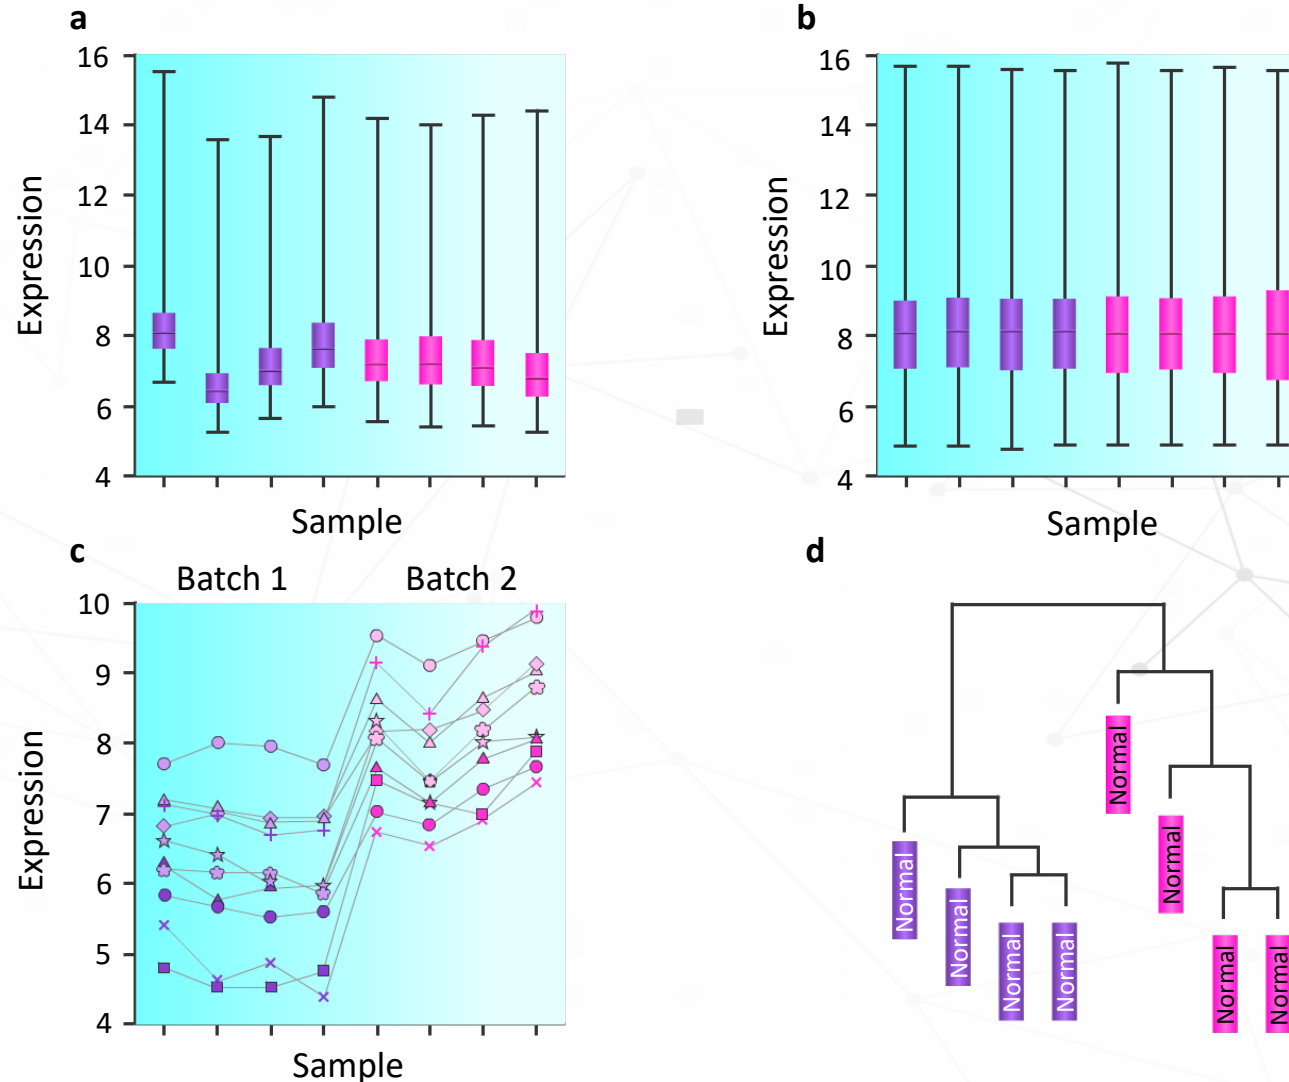 a
16
14
12
10
8
6
4
Expression
Sample
b
16
14
12
10
8
6
4
Expression
Sample
c
Batch 1
Batch 2
10
9
8
7
6
5
4
Expression
Sample
d
Normal
Normal
Normal
Normal
Normal
Normal
Normal
Normal